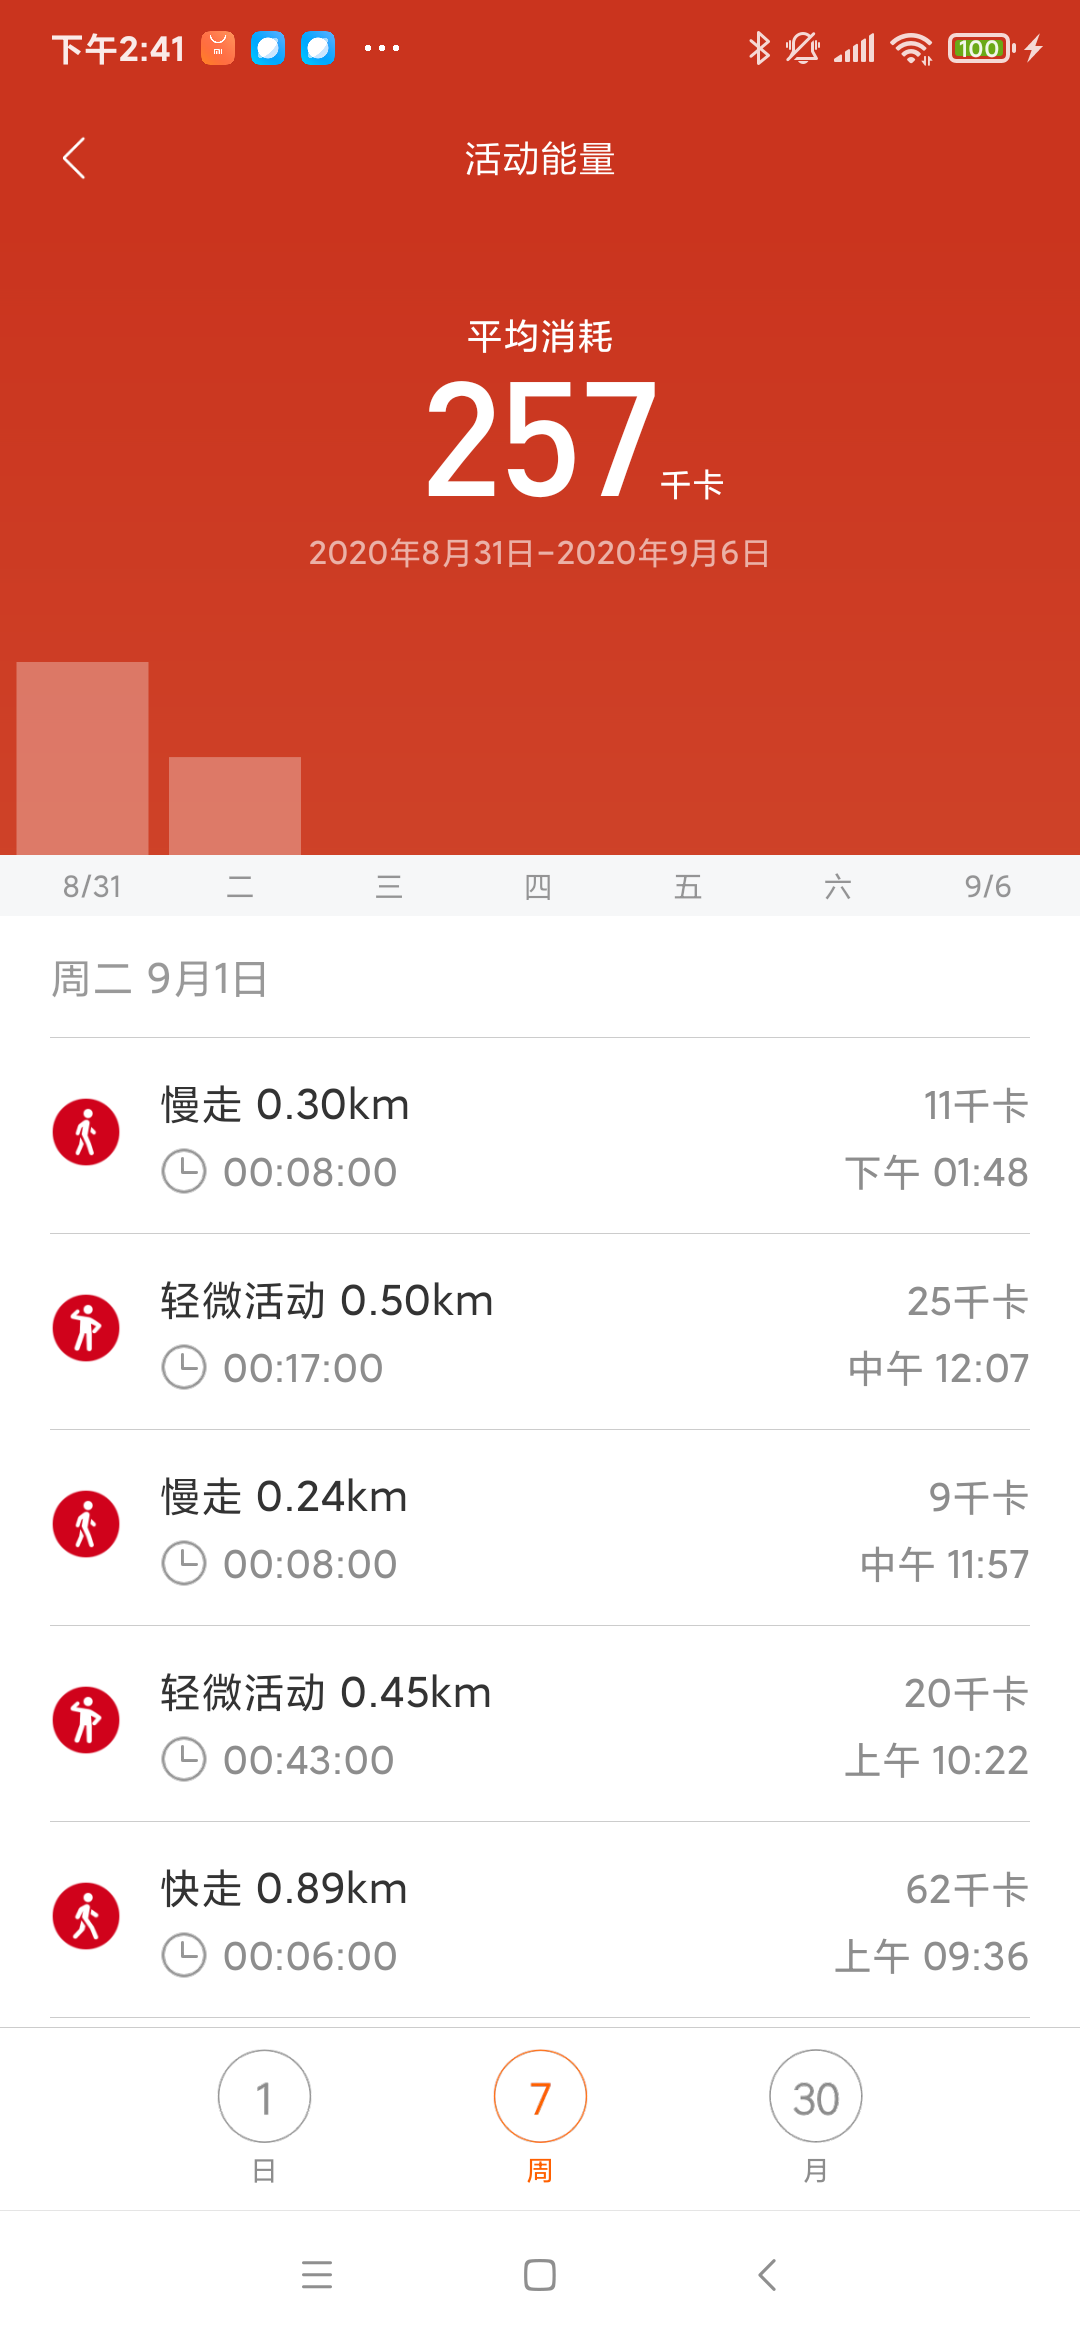 下午2:41 ··· 100
活动能量
平均消耗
257千卡
2020年8月31日-2020年9月6日
8/31 二 三 四 五 六 9/6
周二 9月1日
慢走 0.30km 11千卡
00:08:00 下午 01:48
轻微活动 0.50km 25千卡
00:17:00 中午 12:07
慢走 0.24km 9千卡
00:08:00 中午 11:57
轻微活动 0.45km 20千卡
00:43:00 上午 10:22
快走 0.89km 62千卡
00:06:00 上午 09:36
1 7 30
日 周 月